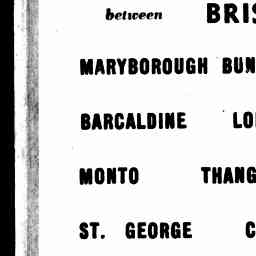 between BRIS
MARYBOROUGH BUN
BARCALDINE LO
MONTO THANG
ST. GEORGE C